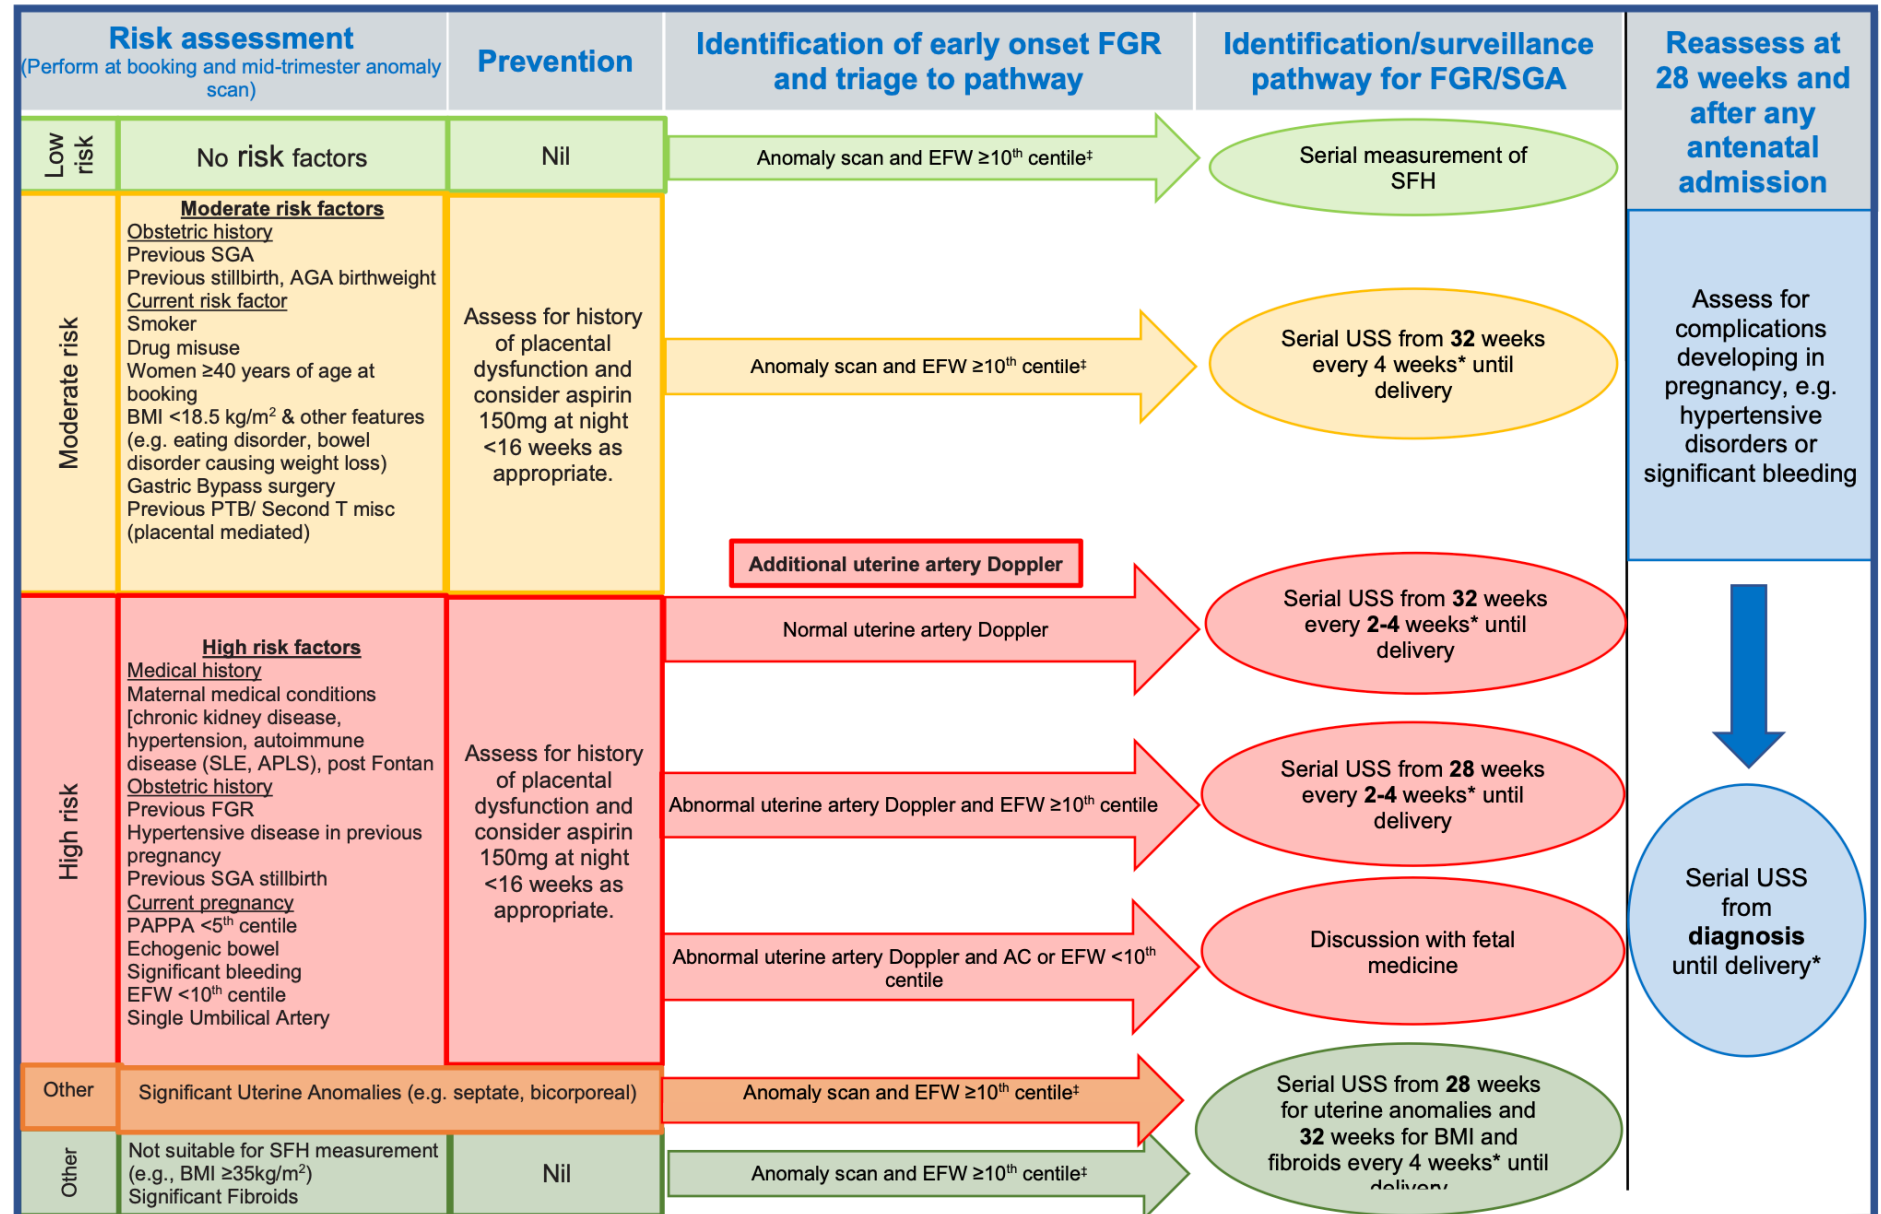 Risk assessment
(Perform at booking and mid-trimester anomaly
scan)
Prevention
Identification of early onset FGR
and triage to pathway
Identification/surveillance
pathway for FGR/SGA
Reassess at
28 weeks and
after any
antenatal
admission
Low
risk
No risk factors
Nil
Anomaly scan and EFW ≥10th centile‡
Serial measurement of
SFH
Moderate risk
Moderate risk factors
Obstetric history
Previous SGA
Previous stillbirth, AGA birthweight
Current risk factor
Smoker
Drug misuse
Women ≥40 years of age at
booking
BMI <18.5 kg/m2 & other features
(e.g. eating disorder, bowel
disorder causing weight loss)
Gastric Bypass surgery
Previous PTB/ Second T misc
(placental mediated)
Assess for history
of placental
dysfunction and
consider aspirin
150mg at night
<16 weeks as
appropriate.
Anomaly scan and EFW ≥10th centile‡
Serial USS from 32 weeks
every 4 weeks* until
delivery
Assess for
complications
developing in
pregnancy, e.g.
hypertensive
disorders or
significant bleeding
High risk
High risk factors
Medical history
Maternal medical conditions
[chronic kidney disease,
hypertension, autoimmune
disease (SLE, APLS), post Fontan
Obstetric history
Previous FGR
Hypertensive disease in previous
pregnancy
Previous SGA stillbirth
Current pregnancy
PAPPA <5th centile
Echogenic bowel
Significant bleeding
EFW <10th centile
Single Umbilical Artery
Assess for history
of placental
dysfunction and
consider aspirin
150mg at night
<16 weeks as
appropriate.
Additional uterine artery Doppler
Normal uterine artery Doppler
Serial USS from 32 weeks
every 2-4 weeks* until
delivery
Abnormal uterine artery Doppler and EFW ≥10th centile
Serial USS from 28 weeks
every 2-4 weeks* until
delivery
Abnormal uterine artery Doppler and AC or EFW <10th
centile
Discussion with fetal
medicine
Serial USS
from
diagnosis
until delivery*
Other
Significant Uterine Anomalies (e.g. septate, bicorporeal)
Anomaly scan and EFW ≥10th centile‡
Serial USS from 28 weeks
for uterine anomalies and
32 weeks for BMI and
fibroids every 4 weeks* until
delivery
Other
Not suitable for SFH measurement
(e.g., BMI ≥35kg/m2)
Significant Fibroids
Nil
Anomaly scan and EFW ≥10th centile‡